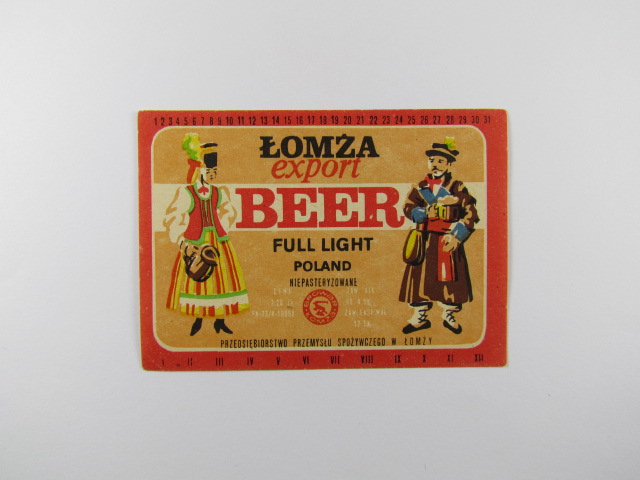 1 2 3 4 5 6 7 8 9 10 11 12 13 14 15 16 17 18 19 20 21 22 23 24 25 26 27 28 29 30 31
ŁOMŻA
export
BEER
FULL LIGHT
POLAND
NIEPASTERYZOWANE
PRZEDSIĘBIORSTWO PRZEMYSŁU SPOŻYWCZEGO W ŁOMŻY
I II III IV V VI VII VIII IX X XI XII